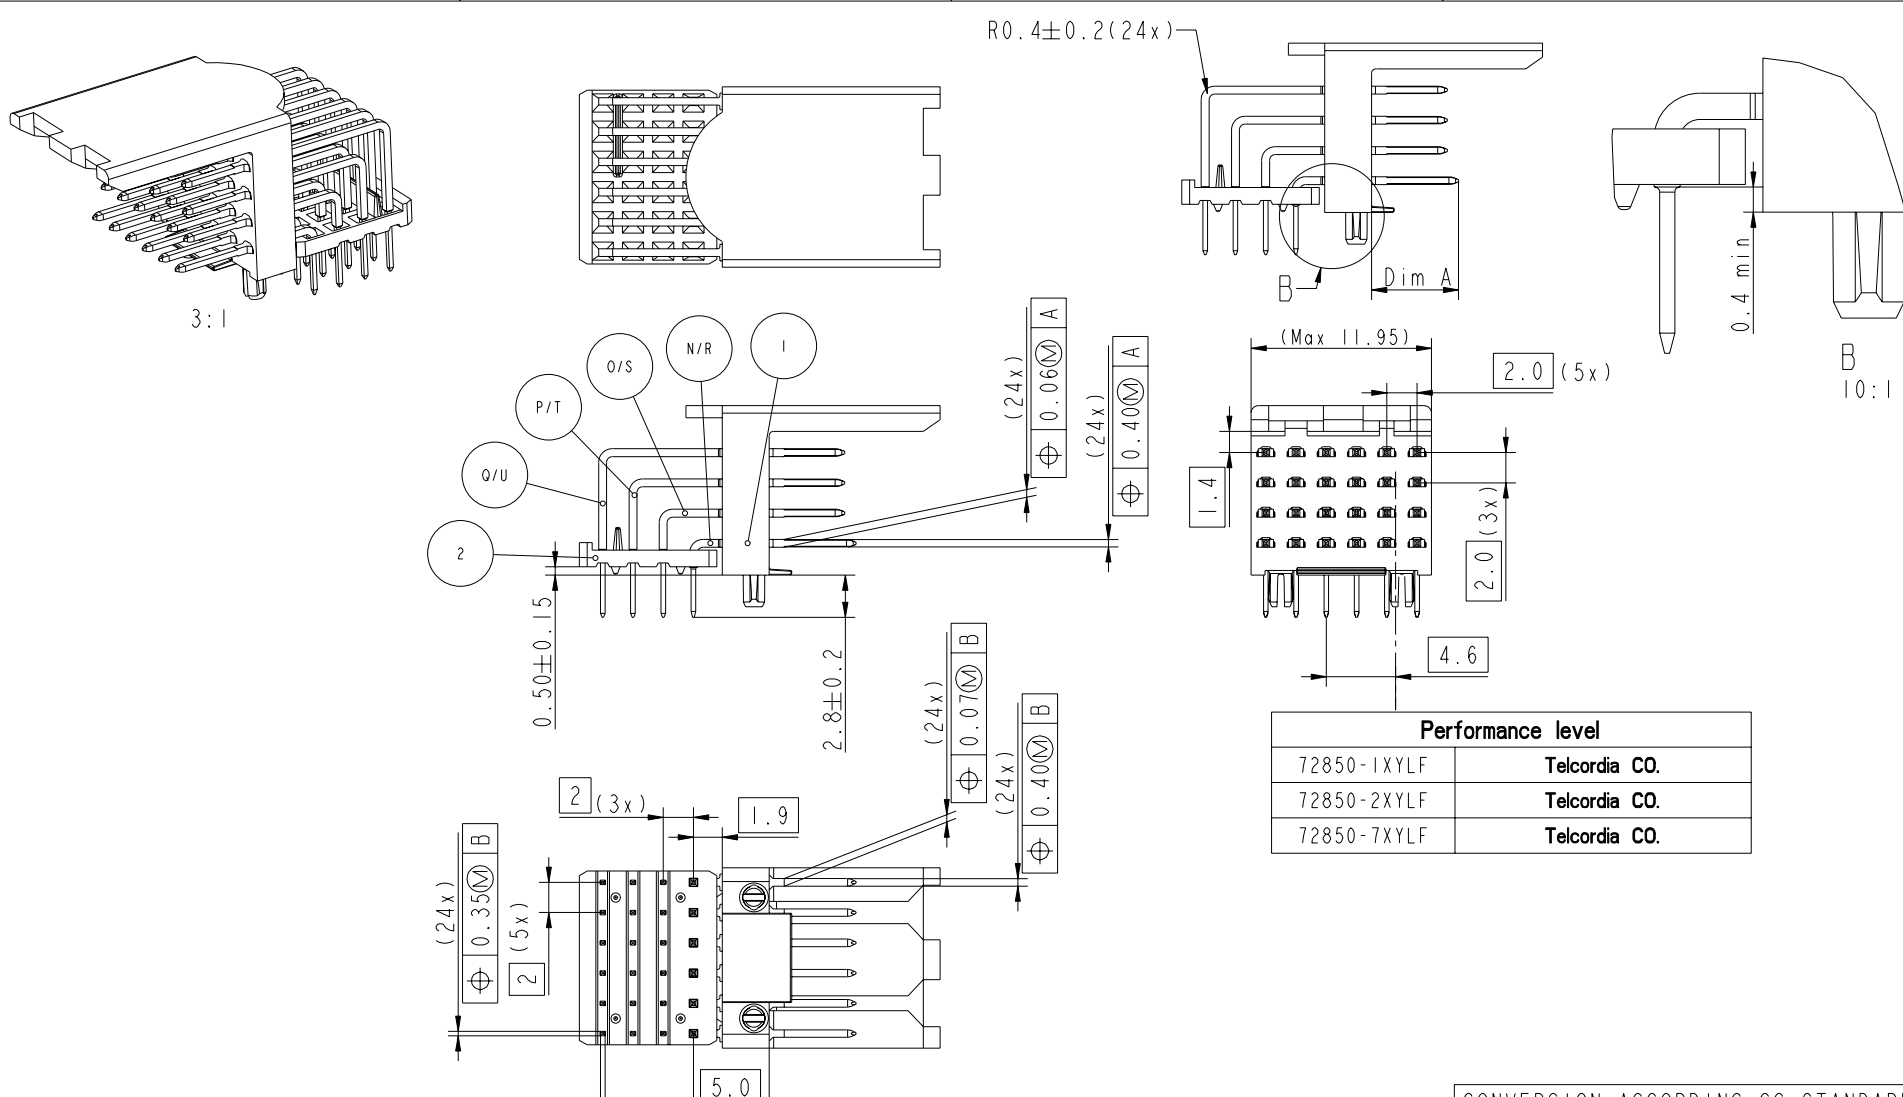 R0.4±0.2(24x)
3:1
B
Dim A
0.4 min
B
10:1
Q/U
P/T
O/S
N/R
1
2
(24x)
⌖ 0.06Ⓜ A
(24x)
⌖ 0.40Ⓜ A
(Max 11.95)
2.0 (5x)
1.4
2.0 (3x)
4.6
0.50±0.15
2.8±0.2
(24x)
⌖ 0.07Ⓜ B
(24x)
⌖ 0.40Ⓜ B
Performance level
72850-1XYLF Telcordia CO.
72850-2XYLF Telcordia CO.
72850-7XYLF Telcordia CO.
2 (3x)
1.9
(24x)
⌖ 0.35Ⓜ B
2 (5x)
5.0